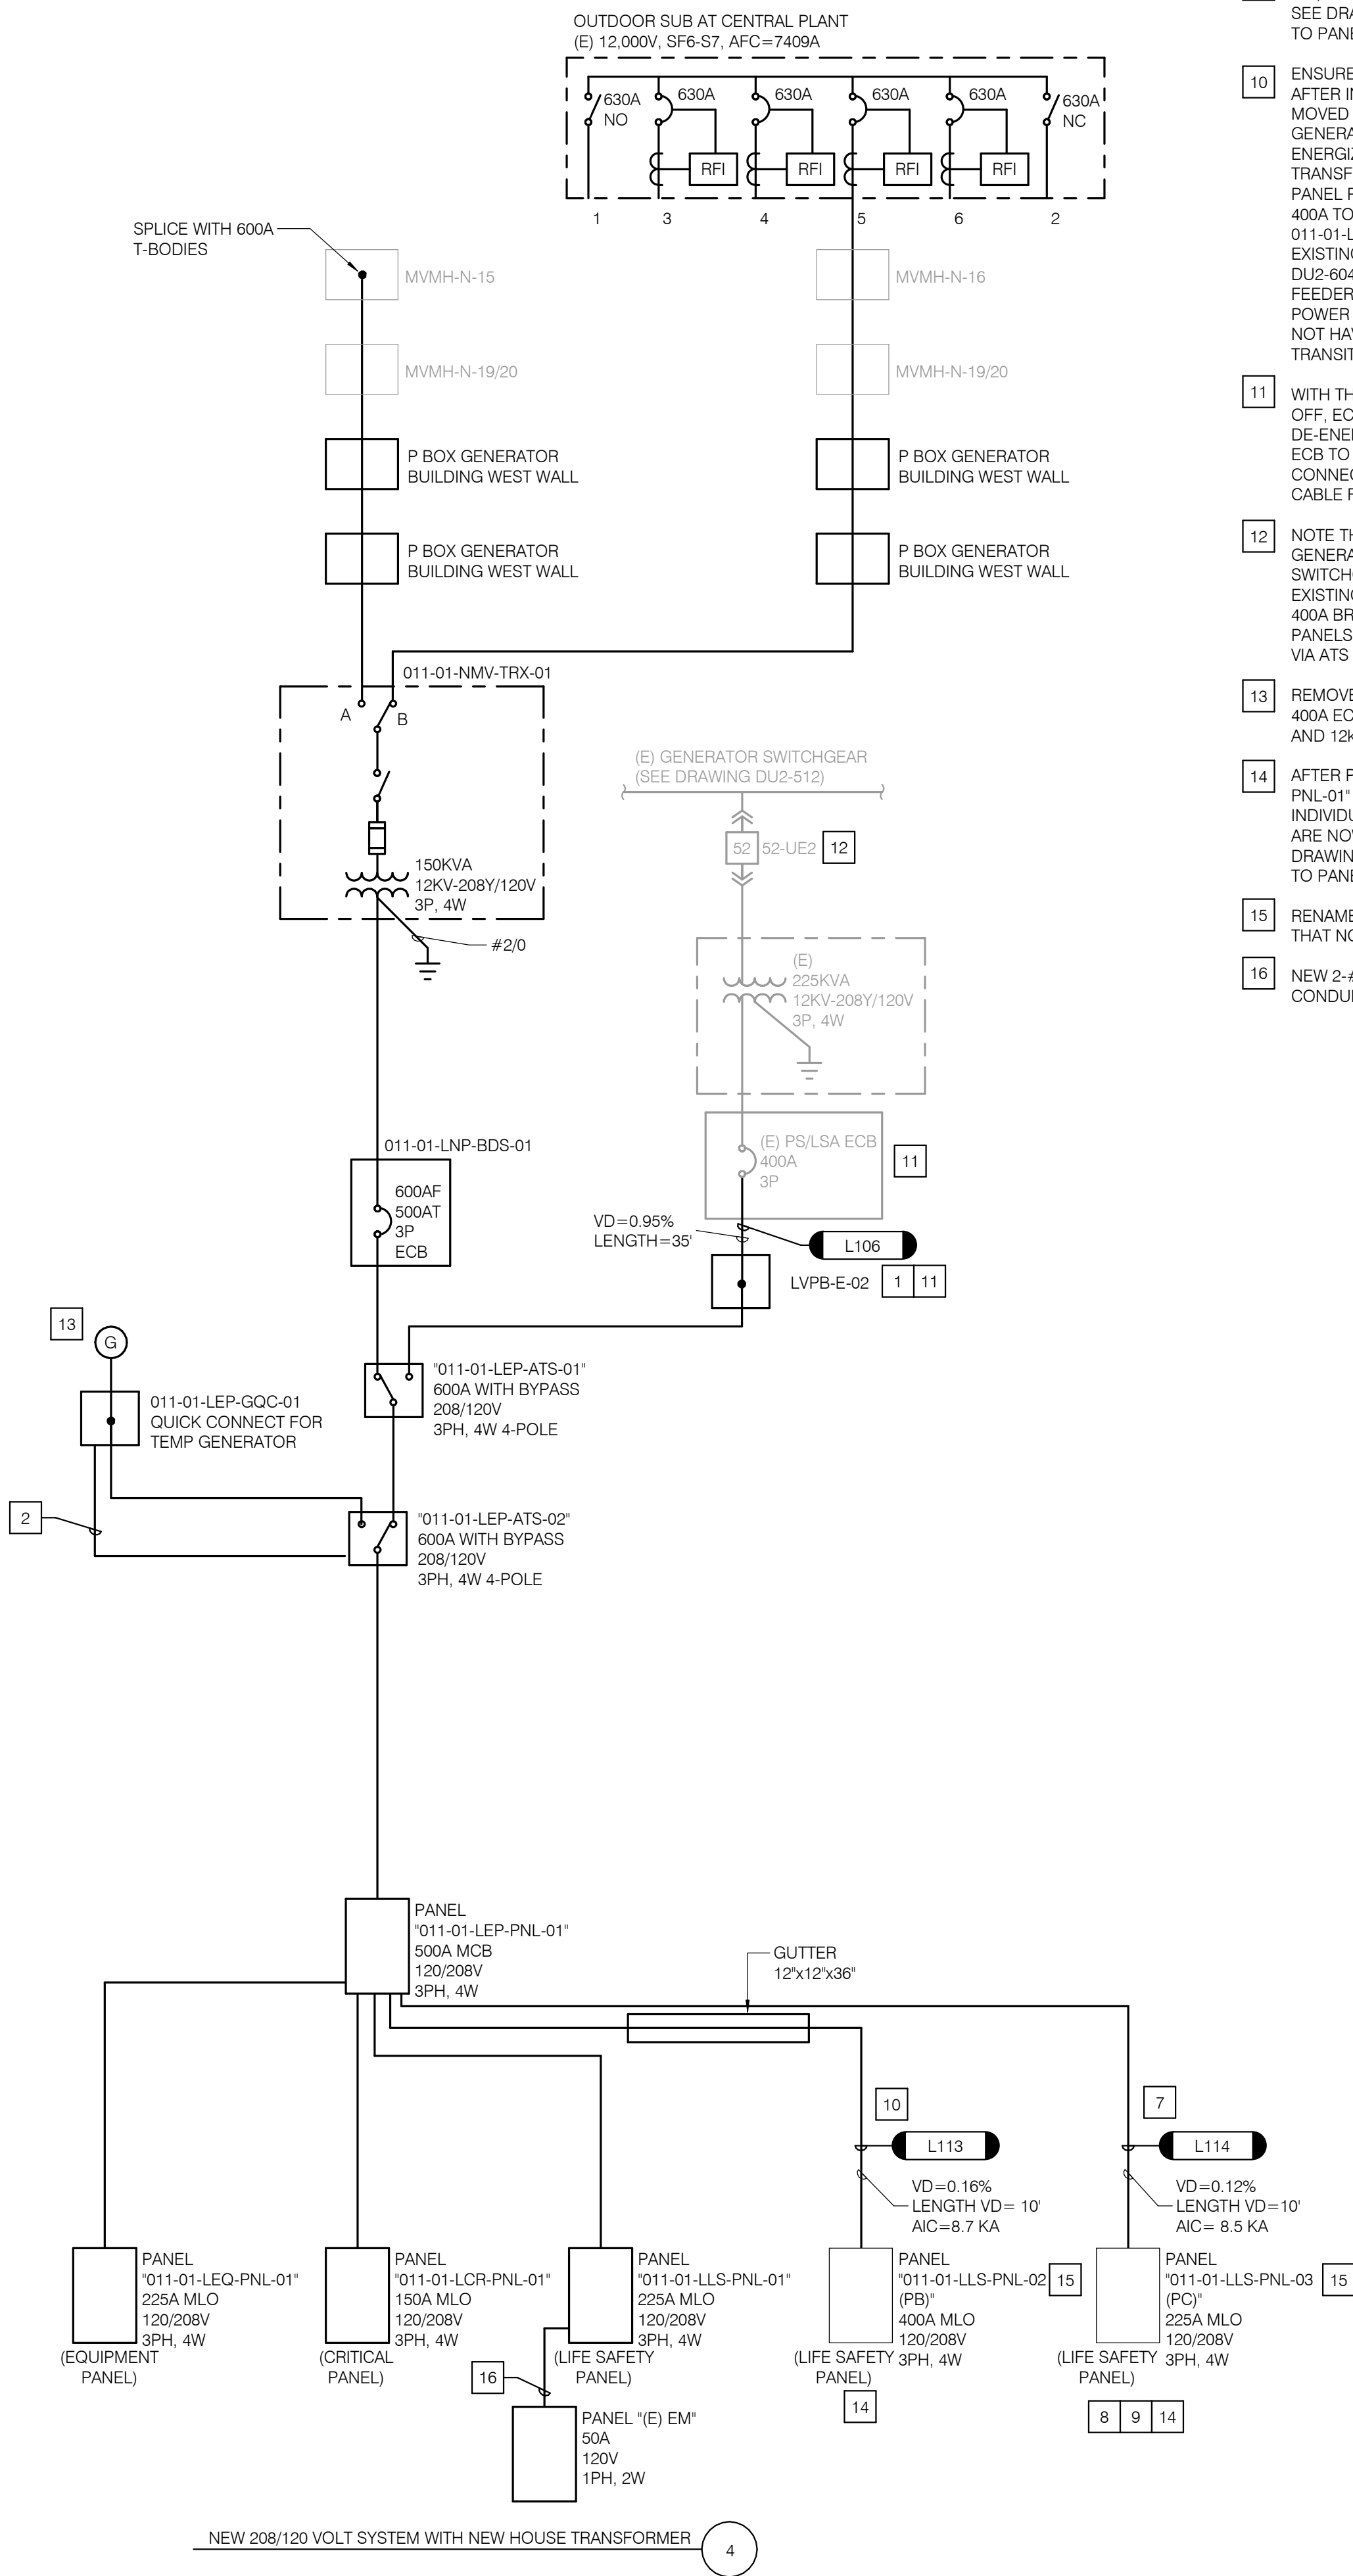 OUTDOOR SUB AT CENTRAL PLANT
(E) 12,000V, SF6-S7, AFC=7409A
630A
NO
630A
630A
630A
630A
630A
NC
RFI
RFI
RFI
RFI
1
3
4
5
6
2
SPLICE WITH 600A
T-BODIES
MVMH-N-15
MVMH-N-16
MVMH-N-19/20
MVMH-N-19/20
P BOX GENERATOR
BUILDING WEST WALL
P BOX GENERATOR
BUILDING WEST WALL
P BOX GENERATOR
BUILDING WEST WALL
P BOX GENERATOR
BUILDING WEST WALL
011-01-NMV-TRX-01
A
B
150KVA
12KV-208Y/120V
3P, 4W
#2/0
(E) GENERATOR SWITCHGEAR
(SEE DRAWING DU2-512)
52
52-UE2
12
(E)
225KVA
12KV-208Y/120V
3P, 4W
011-01-LNP-BDS-01
600AF
500AT
3P
ECB
(E) PS/LSA ECB
400A
3P
11
VD=0.95%
LENGTH=35'
L106
LVPB-E-02
1
11
13
G
011-01-LEP-GQC-01
QUICK CONNECT FOR
TEMP GENERATOR
"011-01-LEP-ATS-01"
600A WITH BYPASS
208/120V
3PH, 4W 4-POLE
2
"011-01-LEP-ATS-02"
600A WITH BYPASS
208/120V
3PH, 4W 4-POLE
PANEL
"011-01-LEP-PNL-01"
500A MCB
120/208V
3PH, 4W
GUTTER
12"x12"x36"
10
L113
VD=0.16%
LENGTH VD= 10'
AIC=8.7 KA
7
L114
VD=0.12%
LENGTH VD=10'
AIC= 8.5 KA
PANEL
"011-01-LEQ-PNL-01"
225A MLO
120/208V
3PH, 4W
(EQUIPMENT
PANEL)
PANEL
"011-01-LCR-PNL-01"
150A MLO
120/208V
3PH, 4W
(CRITICAL
PANEL)
PANEL
"011-01-LLS-PNL-01"
225A MLO
120/208V
3PH, 4W
(LIFE SAFETY
PANEL)
PANEL
"011-01-LLS-PNL-02
(PB)"
400A MLO
120/208V
3PH, 4W
(LIFE SAFETY
PANEL)
15
14
PANEL
"011-01-LLS-PNL-03
(PC)"
225A MLO
120/208V
3PH, 4W
(LIFE SAFETY
PANEL)
15
8
9
14
16
PANEL "(E) EM"
50A
120V
1PH, 2W
NEW 208/120 VOLT SYSTEM WITH NEW HOUSE TRANSFORMER
4
SEE DRA
TO PANE
10
ENSURE
AFTER IN
MOVED
GENERA
ENERGIZ
TRANSF
PANEL P
400A TO
011-01-L
EXISTING
DU2-604
FEEDER
POWER
NOT HAV
TRANSIT
11
WITH TH
OFF, EC
DE-ENE
ECB TO
CONNEC
CABLE F
12
NOTE TH
GENERA
SWITCHG
EXISTING
400A BR
PANELS
VIA ATS
13
REMOVE
400A EC
AND 12k
14
AFTER P
PNL-01"
INDIVIDU
ARE NOW
DRAWIN
TO PANE
15
RENAME
THAT NO
16
NEW 2-#
CONDUI